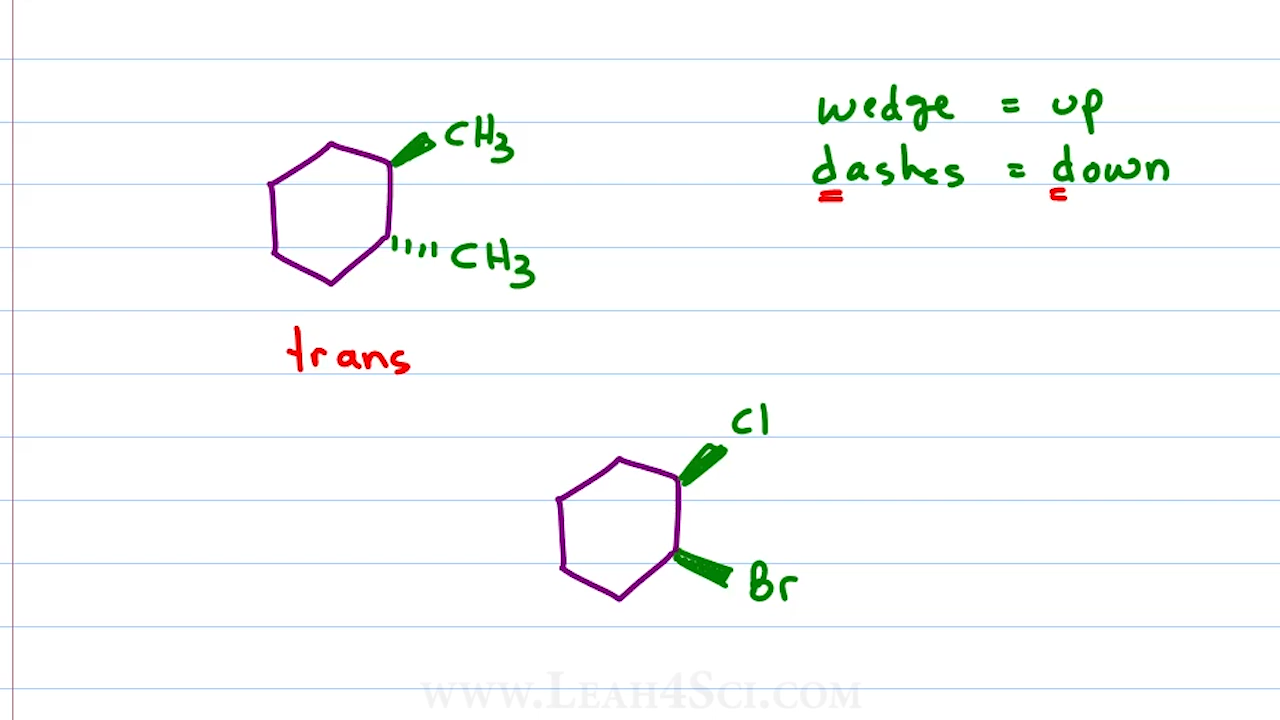 CH3
wedge = up
dashes = down
CH3
trans
Cl
Br
www.Leah4Sci.com